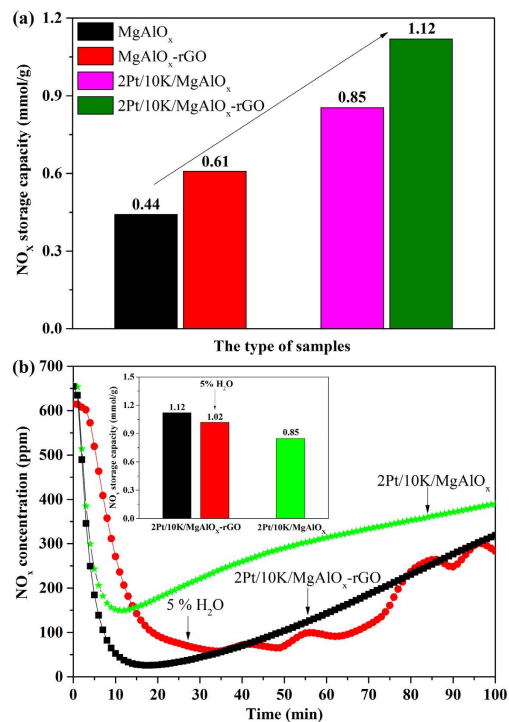 (a)
1.2
0.9
0.6
0.3
0.0
NOX storage capacity (mmol/g)
MgAlOx
MgAlOx-rGO
2Pt/10K/MgAlOx
2Pt/10K/MgAlOx-rGO
0.44
0.61
0.85
1.12
The type of samples
(b)
700
600
500
400
300
200
100
0
NOx concentration (ppm)
1.5
1.2
0.9
0.6
0.3
0.0
NOX storage capacity (mmol/g)
5% H2O
1.12
1.02
0.85
2Pt/10K/MgAlOx-rGO
2Pt/10K/MgAlOx
2Pt/10K/MgAlOx
2Pt/10K/MgAlOx-rGO
5 % H2O
0 10 20 30 40 50 60 70 80 90 100
Time (min)